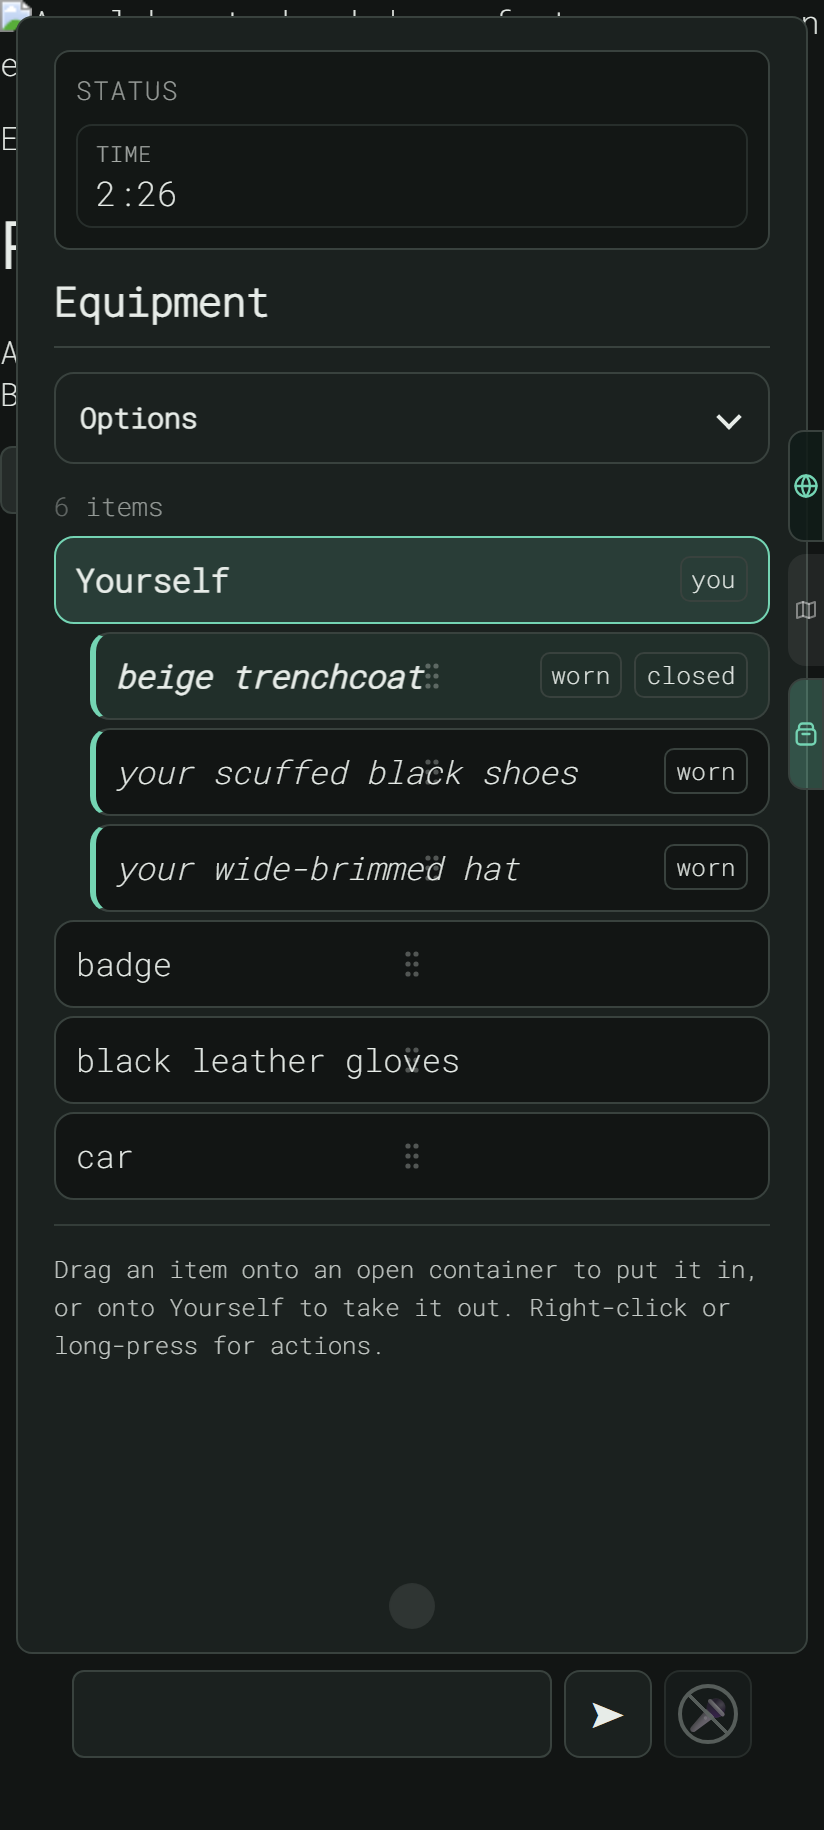 STATUS
TIME
2:26
Equipment
Options
6 items
Yourself you
beige trenchcoat worn closed
your scuffed black shoes worn
your wide-brimmed hat worn
badge
black leather gloves
car
Drag an item onto an open container to put it in,
or onto Yourself to take it out. Right-click or
long-press for actions.